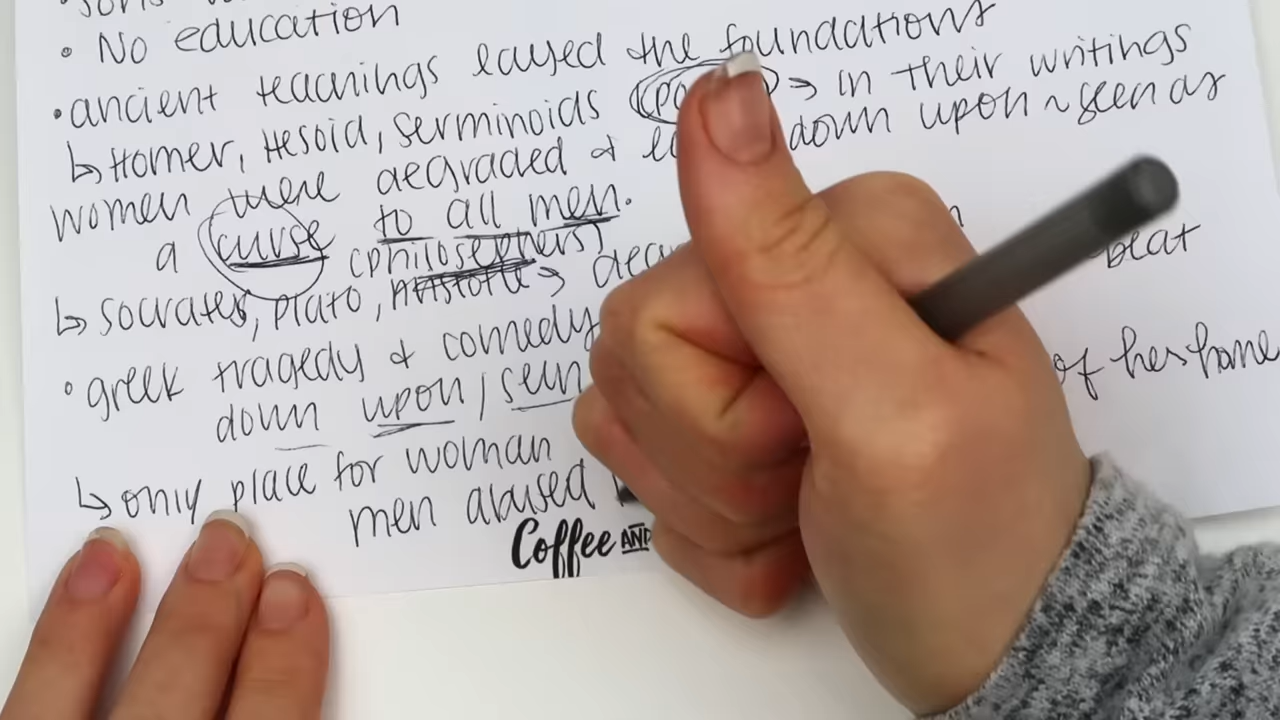 • No education
• ancient teachings layed the foundations
↳ Homer, Hesoid, Serminoids → in their writings
women were degraded & down upon ~ seen as
a curse to all men.
(philosophers)
↳ Socrates, Plato, Aristotle →
beat
• greek tragedy & comedy
down upon / seen
of her home
↳ only place for woman
men abused
Coffee AND